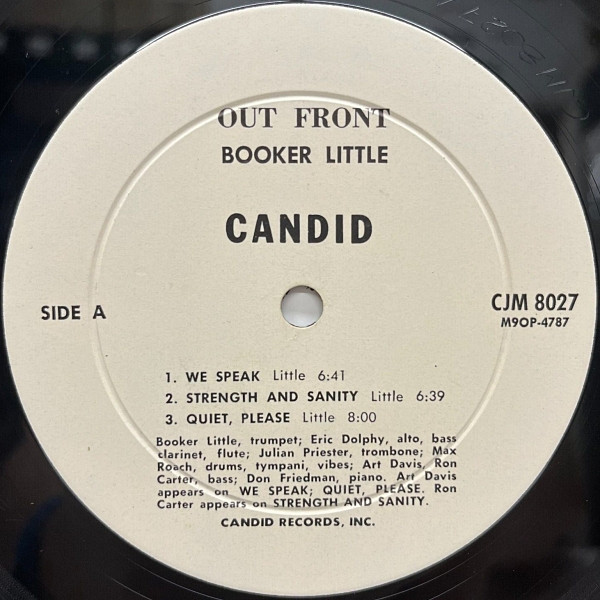 OUT FRONT
BOOKER LITTLE
CANDID
SIDE A
CJM 8027
M9OP-4787
1. WE SPEAK Little 6:41
2. STRENGTH AND SANITY Little 6:39
3. QUIET, PLEASE Little 8:00
Booker Little, trumpet; Eric Dolphy, alto, bass
clarinet, flute; Julian Priester, trombone; Max
Roach, drums, tympani, vibes; Art Davis, Ron
Carter, bass; Don Friedman, piano. Art Davis
appears on WE SPEAK; QUIET, PLEASE. Ron
Carter appears on STRENGTH AND SANITY.
CANDID RECORDS, INC.